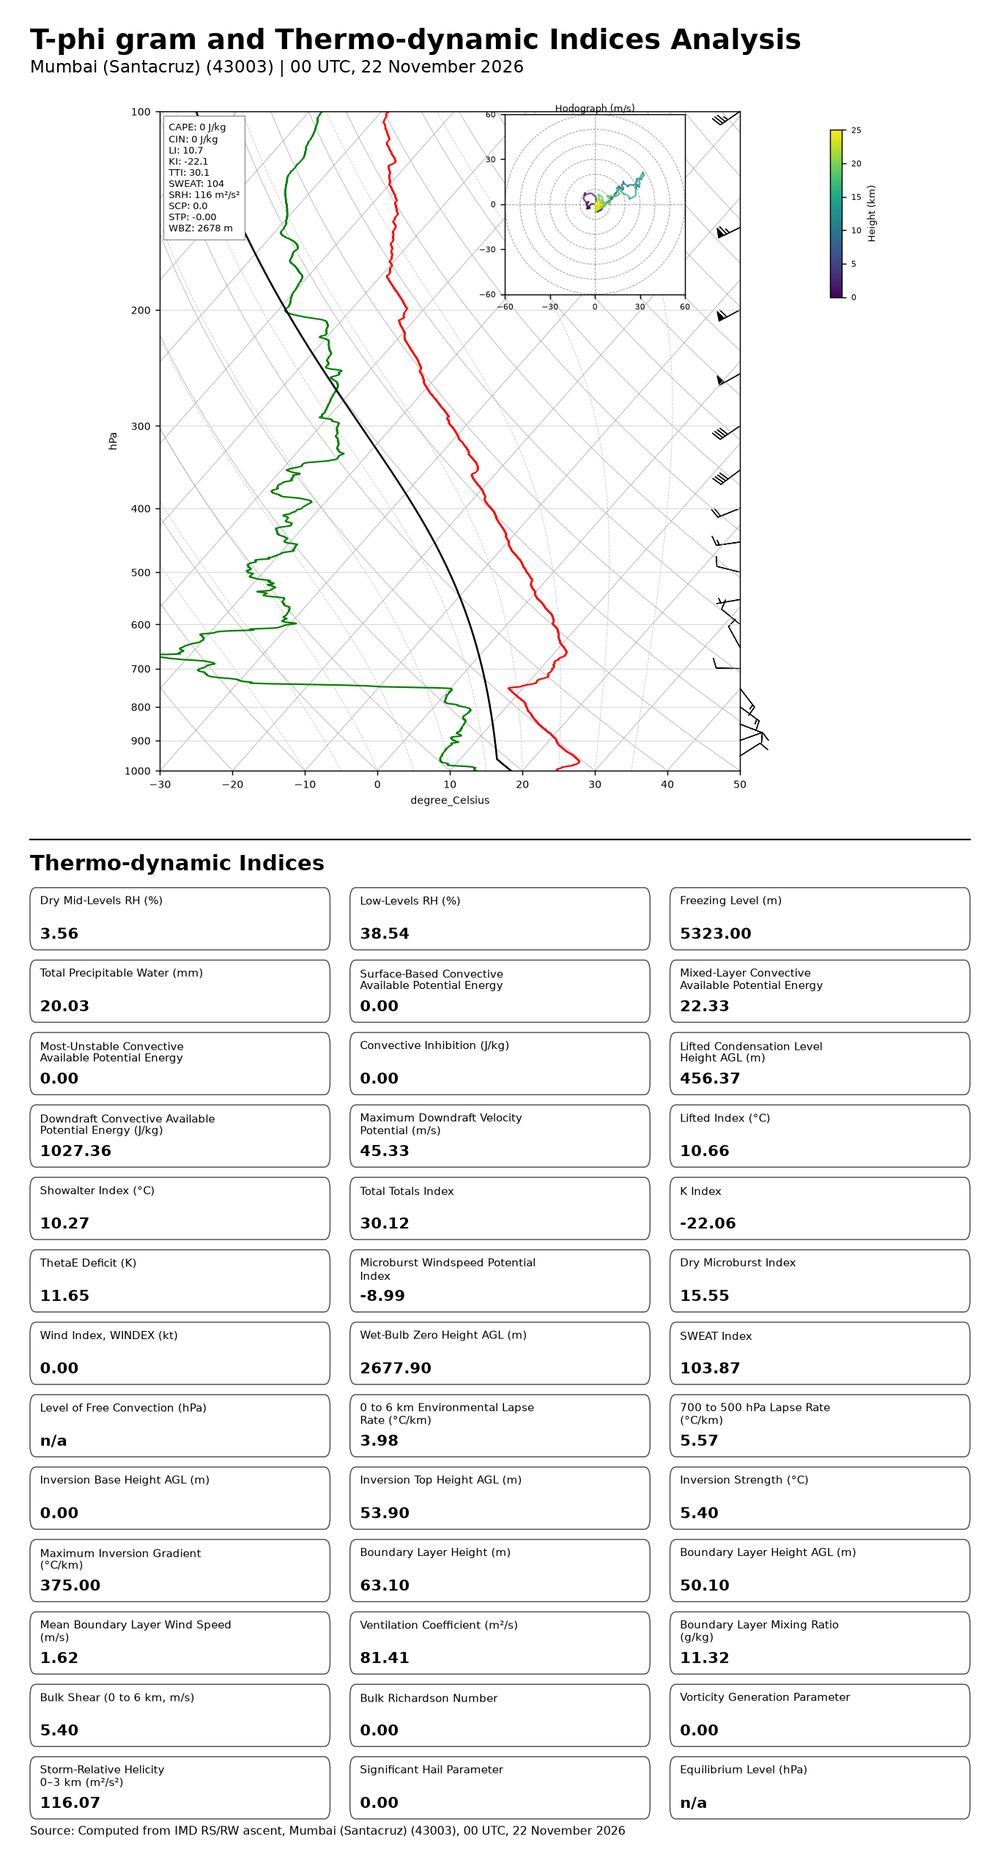 T-phi gram and Thermo-dynamic Indices Analysis
Mumbai (Santacruz) (43003) | 00 UTC, 22 November 2026
Hodograph (m/s)
CAPE: 0 J/kg
CIN: 0 J/kg
LI: 10.7
KI: -22.1
TTI: 30.1
SWEAT: 104
SRH: 116 m²/s²
SCP: 0.0
STP: -0.00
WBZ: 2678 m
100
200
300
400
500
600
700
800
900
1000
hPa
−30
−20
−10
0
10
20
30
40
50
degree_Celsius
60
30
0
−30
−60
−60
−30
0
30
60
25
20
15
10
5
0
Height (km)
Thermo-dynamic Indices
Dry Mid-Levels RH (%)
3.56
Low-Levels RH (%)
38.54
Freezing Level (m)
5323.00
Total Precipitable Water (mm)
20.03
Surface-Based Convective
Available Potential Energy
0.00
Mixed-Layer Convective
Available Potential Energy
22.33
Most-Unstable Convective
Available Potential Energy
0.00
Convective Inhibition (J/kg)
0.00
Lifted Condensation Level
Height AGL (m)
456.37
Downdraft Convective Available
Potential Energy (J/kg)
1027.36
Maximum Downdraft Velocity
Potential (m/s)
45.33
Lifted Index (°C)
10.66
Showalter Index (°C)
10.27
Total Totals Index
30.12
K Index
-22.06
ThetaE Deficit (K)
11.65
Microburst Windspeed Potential
Index
-8.99
Dry Microburst Index
15.55
Wind Index, WINDEX (kt)
0.00
Wet-Bulb Zero Height AGL (m)
2677.90
SWEAT Index
103.87
Level of Free Convection (hPa)
n/a
0 to 6 km Environmental Lapse
Rate (°C/km)
3.98
700 to 500 hPa Lapse Rate
(°C/km)
5.57
Inversion Base Height AGL (m)
0.00
Inversion Top Height AGL (m)
53.90
Inversion Strength (°C)
5.40
Maximum Inversion Gradient
(°C/km)
375.00
Boundary Layer Height (m)
63.10
Boundary Layer Height AGL (m)
50.10
Mean Boundary Layer Wind Speed
(m/s)
1.62
Ventilation Coefficient (m²/s)
81.41
Boundary Layer Mixing Ratio
(g/kg)
11.32
Bulk Shear (0 to 6 km, m/s)
5.40
Bulk Richardson Number
0.00
Vorticity Generation Parameter
0.00
Storm-Relative Helicity
0–3 km (m²/s²)
116.07
Significant Hail Parameter
0.00
Equilibrium Level (hPa)
n/a
Source: Computed from IMD RS/RW ascent, Mumbai (Santacruz) (43003), 00 UTC, 22 November 2026